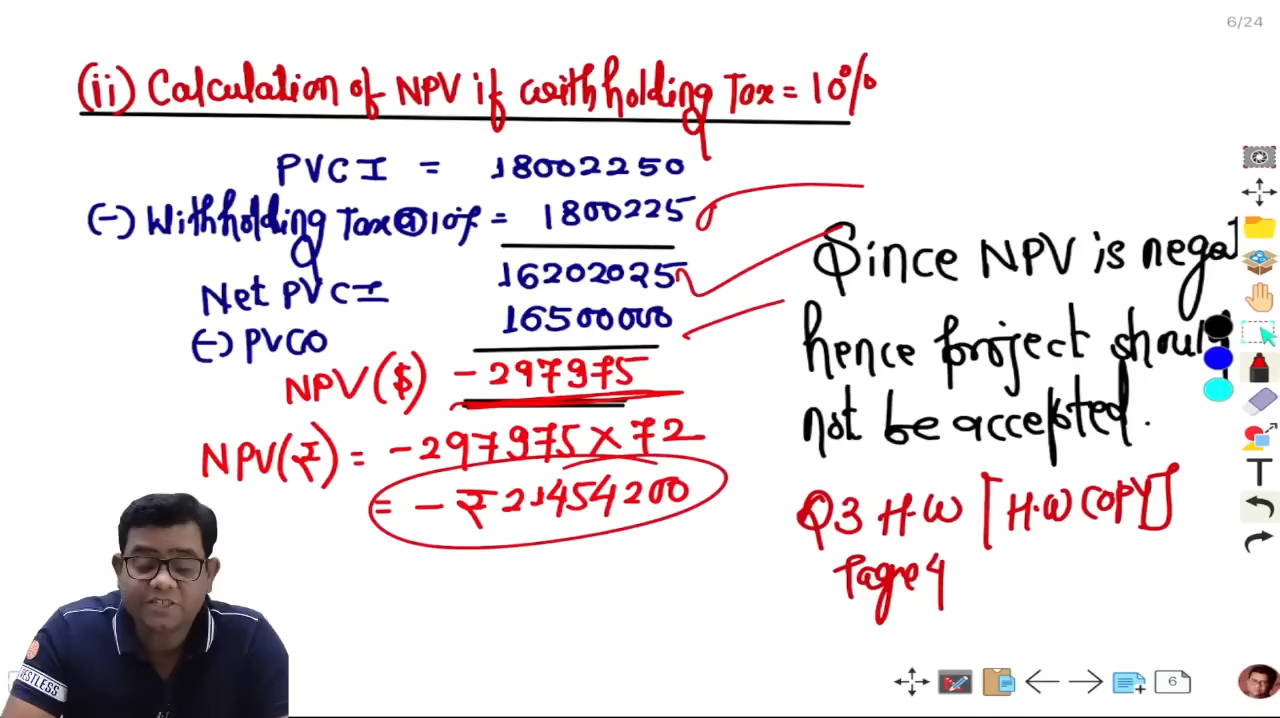 6/24
(ii) Calculation of NPV if withholding Tax = 10%
PVCI = 18002250
(-) Withholding Tax @ 10% = 1800225
Net PVCI 16202025
(-) PVCO 16500000
NPV($) -297975
NPV(₹) = -297975 x 72
= -₹21454200
Since NPV is nega
hence project should
not be accepted.
Q3 H.W [H.W COPY]
Page 4
RESTLESS
T
6